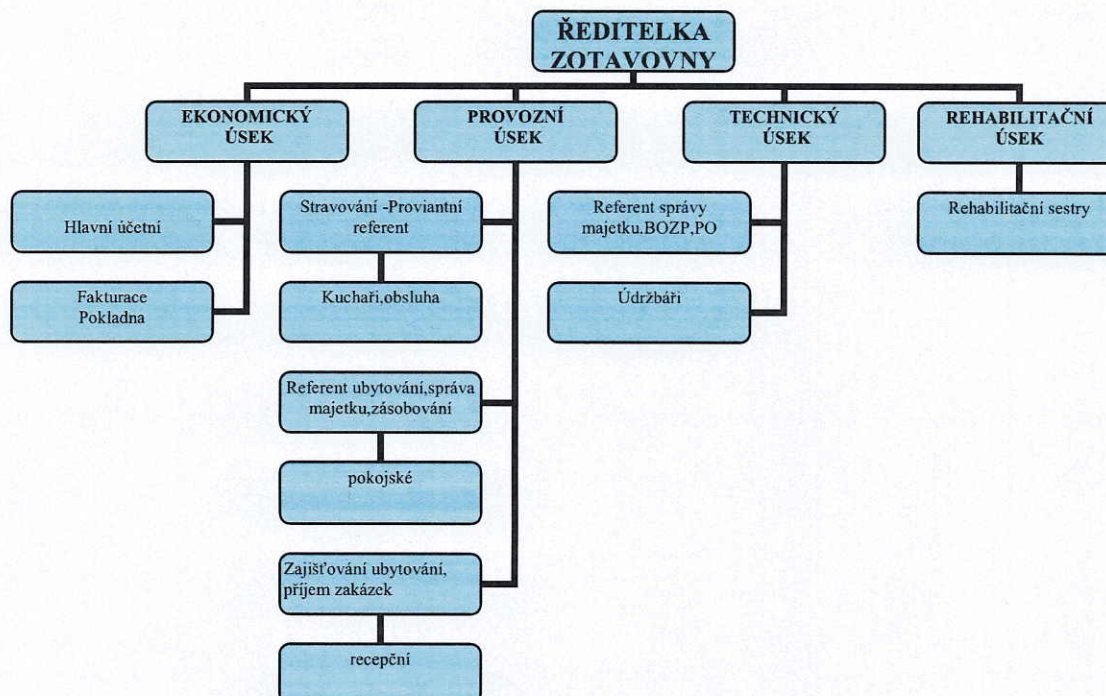 ŘEDITELKA
ZOTAVOVNY
EKONOMICKÝ
ÚSEK
PROVOZNÍ
ÚSEK
TECHNICKÝ
ÚSEK
REHABILITAČNÍ
ÚSEK
Hlavní účetní
Stravování -Proviantní
referent
Referent správy
majetku.BOZP,PO
Rehabilitační sestry
Fakturace
Pokladna
Kuchaři,obsluha
Údržbáři
Referent ubytování,správa
majetku,zásobování
pokojské
Zajišťování ubytování,
příjem zakázek
recepční